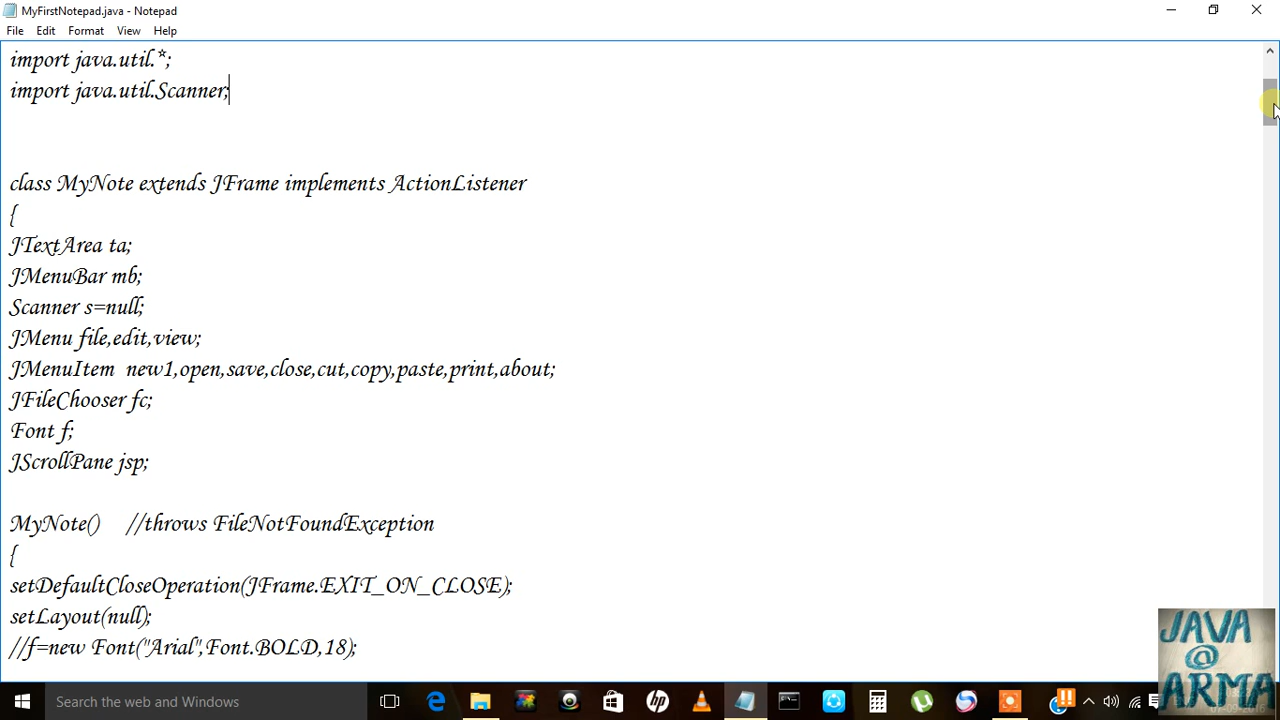 MyFirstNotepad.java - Notepad
File Edit Format View Help
import java.util.*;
import java.util.Scanner;
class MyNote extends JFrame implements ActionListener
{
JTextArea ta;
JMenuBar mb;
Scanner s=null;
JMenu file,edit,view;
JMenuItem new1,open,save,close,cut,copy,paste,print,about;
JFileChooser fc;
Font f;
JScrollPane jsp;
MyNote() //throws FileNotFoundException
{
setDefaultCloseOperation(JFrame.EXIT_ON_CLOSE);
setLayout(null);
//f=new Font("Arial",Font.BOLD,18);
JAVA
@
ARMA
Search the web and Windows